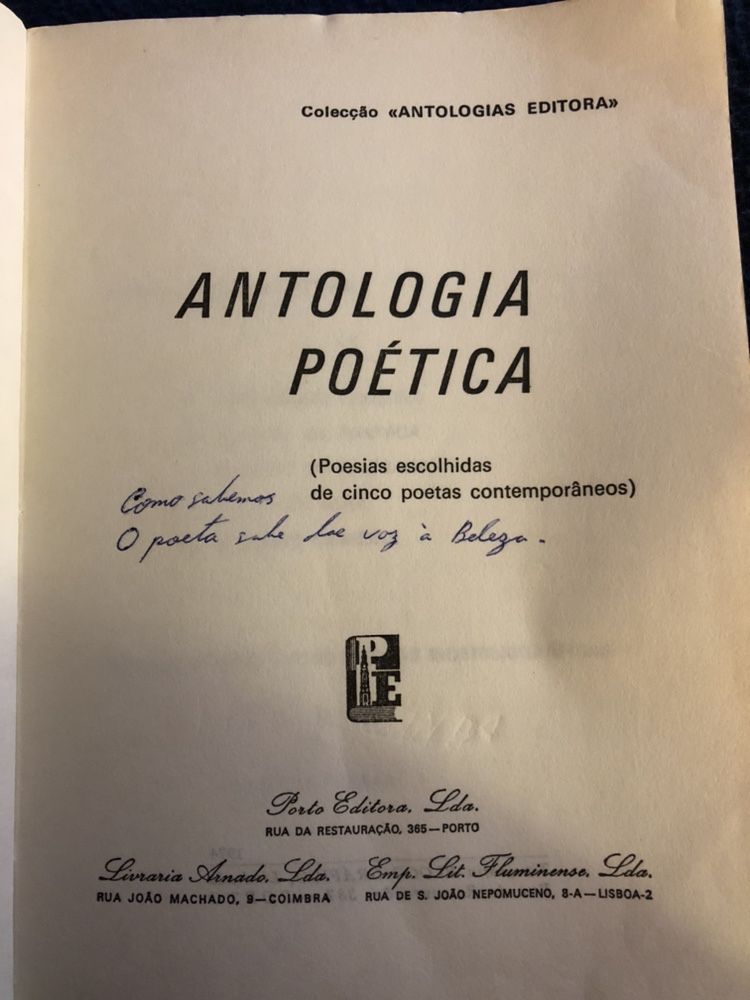 Colecção «ANTOLOGIAS EDITORA»
ANTOLOGIA
POÉTICA
(Poesias escolhidas
de cinco poetas contemporâneos)
Como sabemos
O poeta sabe dar voz à Beleza.
PE
Porto Editora, Lda.
RUA DA RESTAURAÇÃO, 365—PORTO
Livraria Arnado, Lda. Emp. Lit. Fluminense, Lda.
RUA JOÃO MACHADO, 9—COIMBRA RUA DE S. JOÃO NEPOMUCENO, 8-A—LISBOA-2